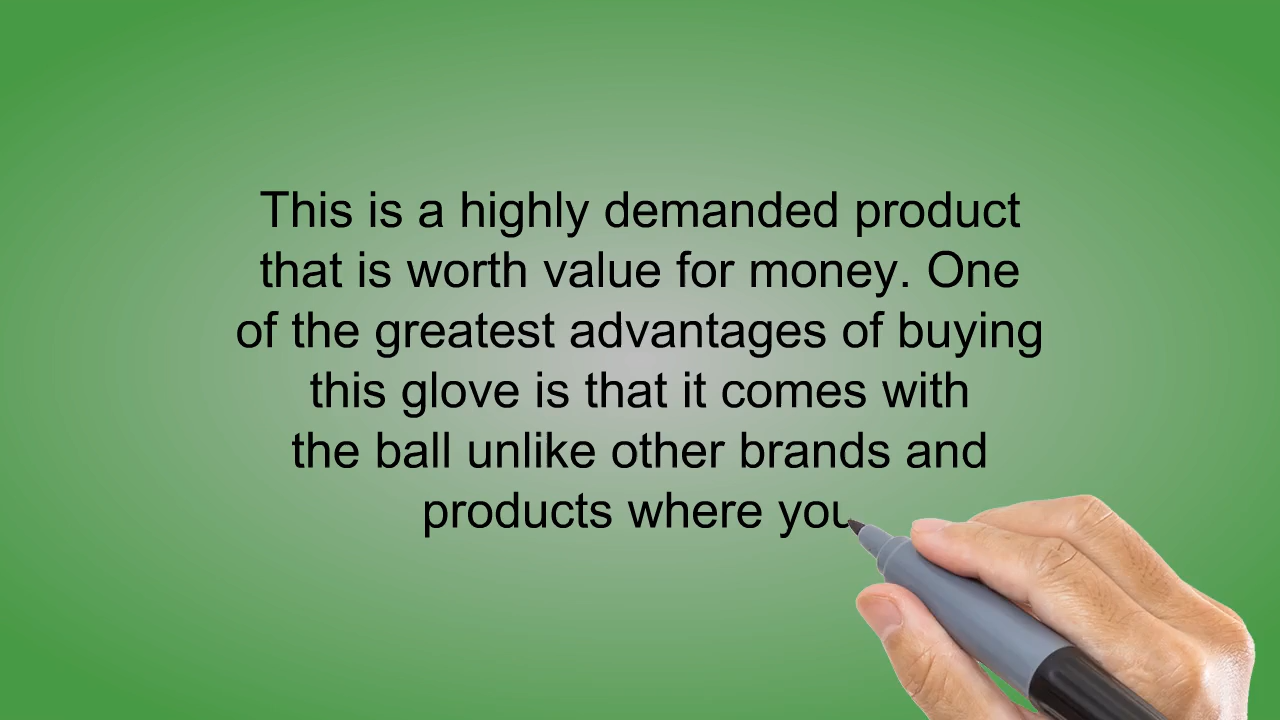 This is a highly demanded product
that is worth value for money. One
of the greatest advantages of buying
this glove is that it comes with
the ball unlike other brands and
products where you